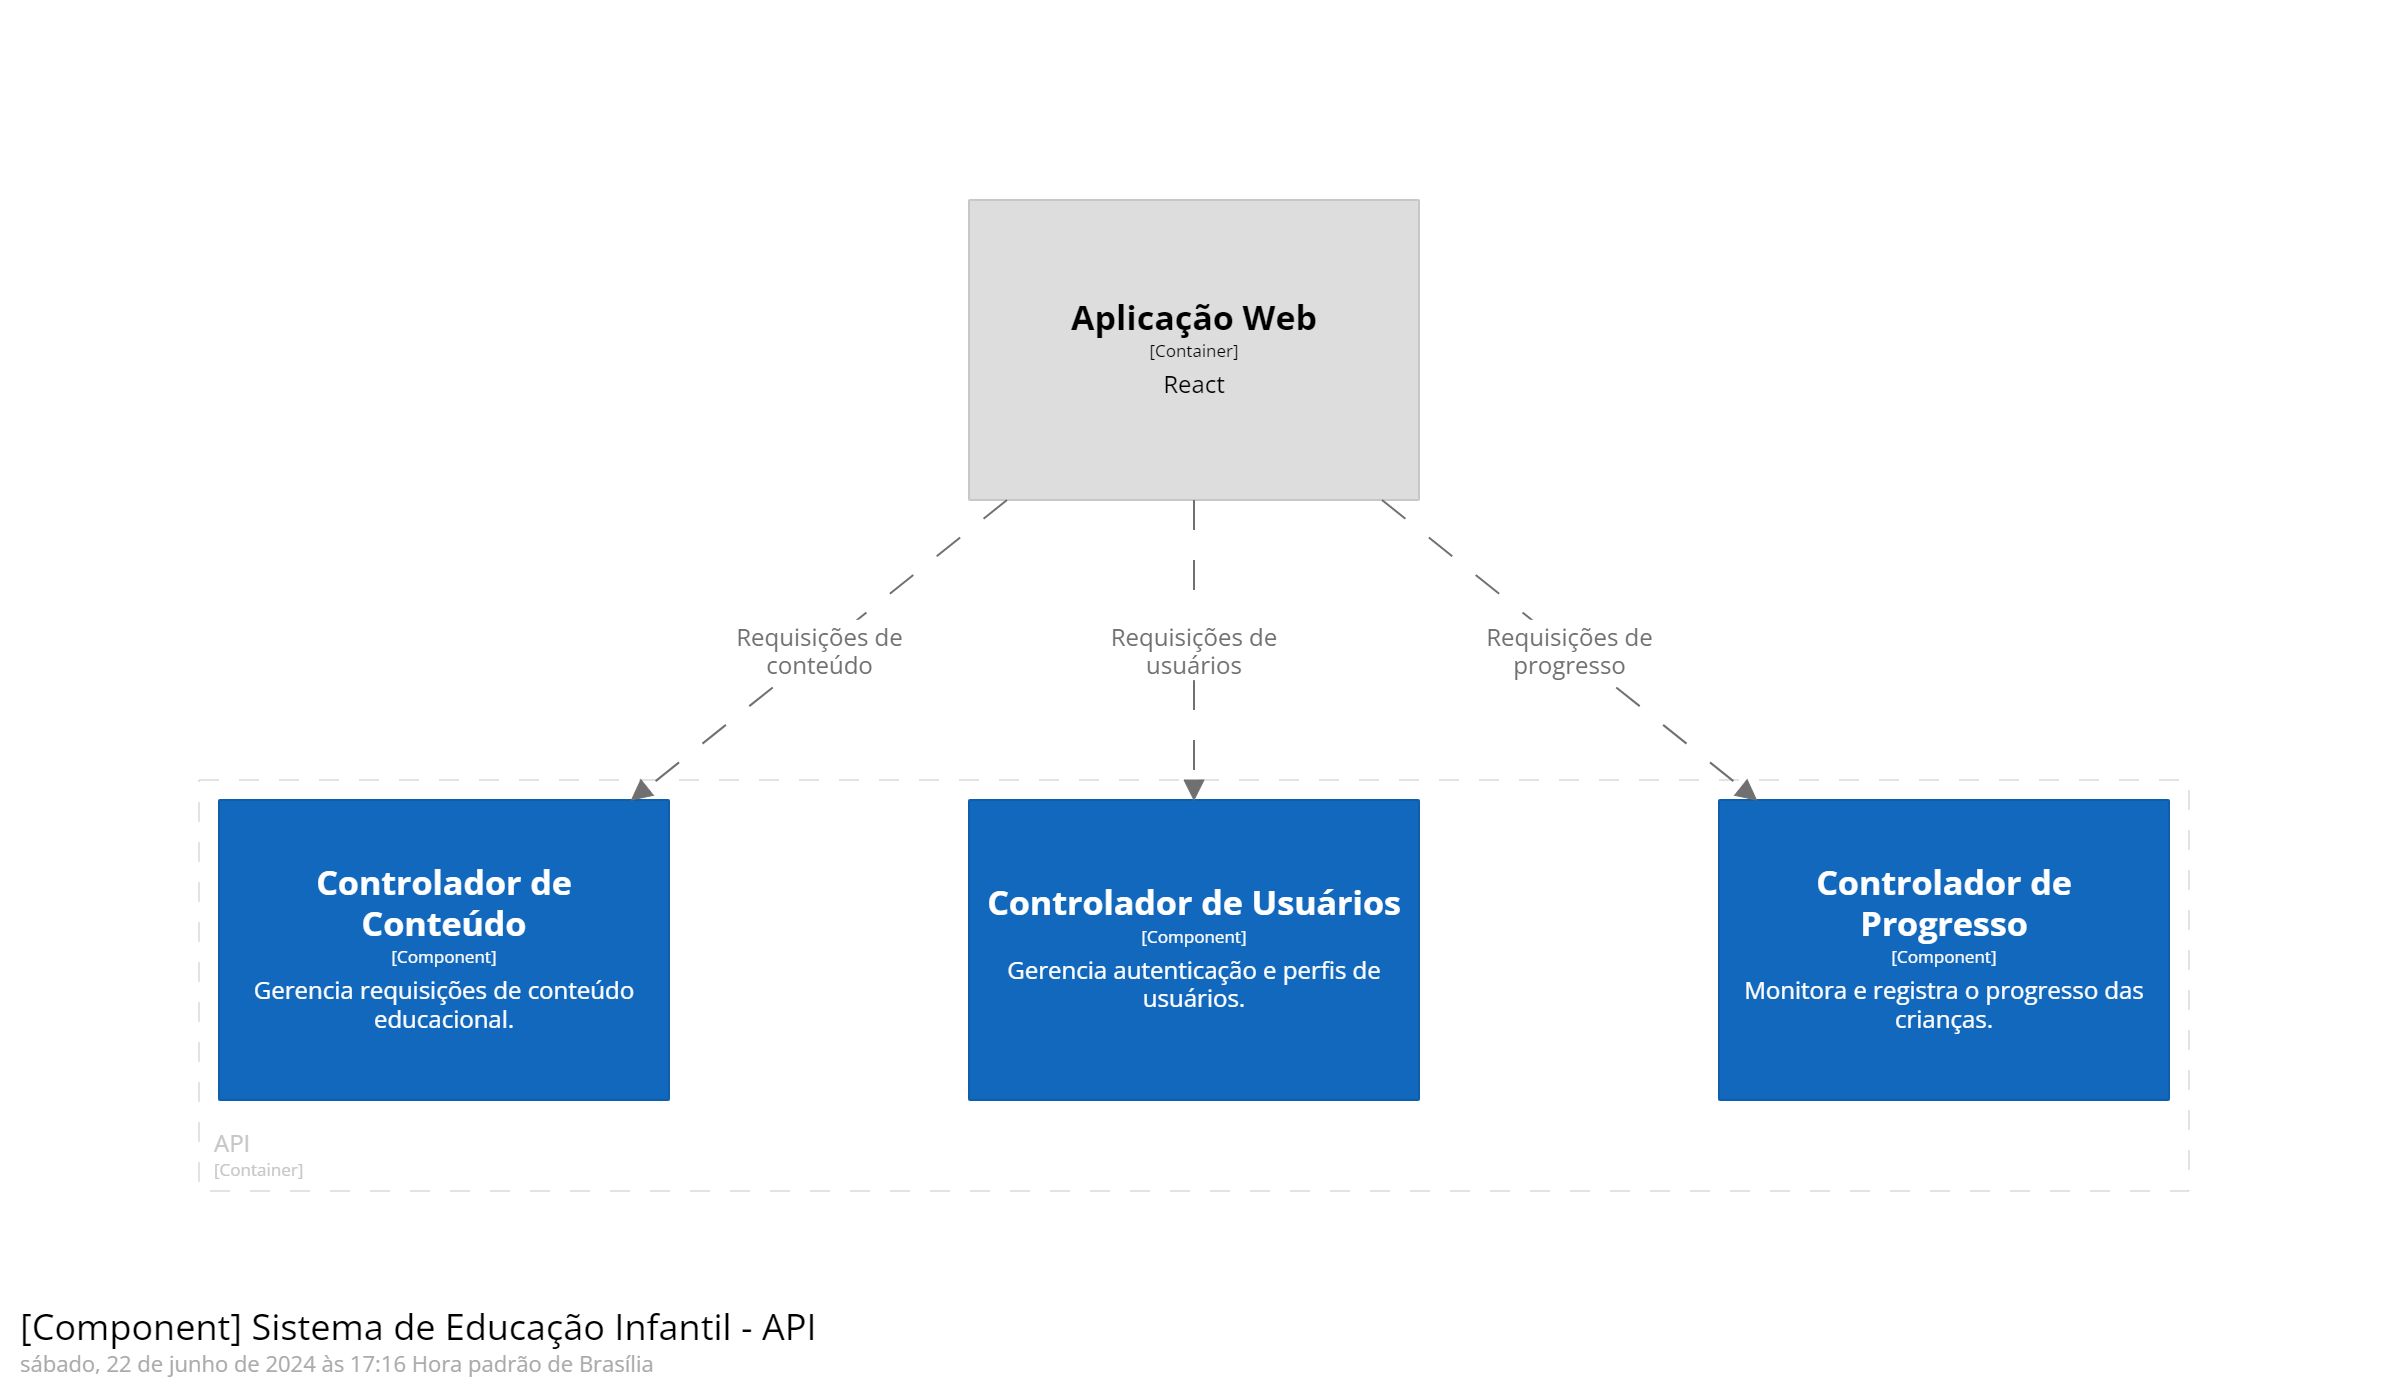 Aplicação Web
[Container]
React
Requisições de
conteúdo
Requisições de
usuários
Requisições de
progresso
Controlador de
Conteúdo
[Component]
Gerencia requisições de conteúdo
educacional.
Controlador de Usuários
[Component]
Gerencia autenticação e perfis de
usuários.
Controlador de
Progresso
[Component]
Monitora e registra o progresso das
crianças.
API
[Container]
[Component] Sistema de Educação Infantil - API
sábado, 22 de junho de 2024 às 17:16 Hora padrão de Brasília